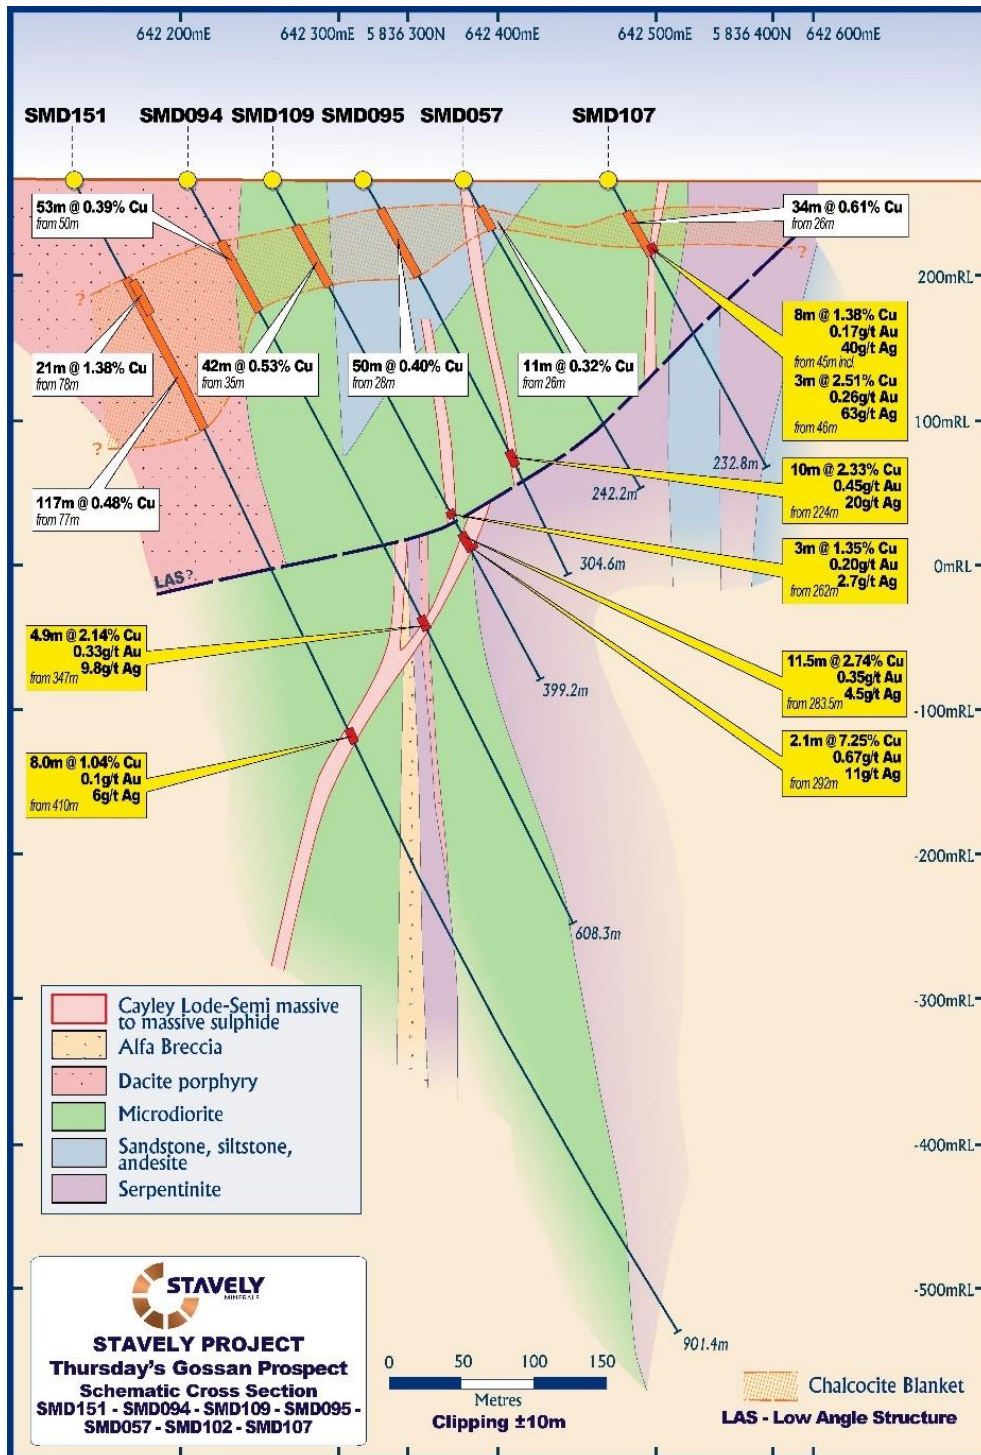 642 200mE
642 300mE
5 836 300N
642 400mE
642 500mE
5 836 400N
642 600mE
SMD151
SMD094
SMD109
SMD095
SMD057
SMD107
53m @ 0.39% Cu
from 50m
34m @ 0.61% Cu
from 26m
200mRL
?
?
8m @ 1.38% Cu
0.17g/t Au
40g/t Ag
from 45m incl.
3m @ 2.51% Cu
0.26g/t Au
63g/t Ag
from 46m
21m @ 1.38% Cu
from 78m
42m @ 0.53% Cu
from 35m
50m @ 0.40% Cu
from 28m
11m @ 0.32% Cu
from 26m
100mRL
?
117m @ 0.48% Cu
from 77m
232.8m
242.2m
10m @ 2.33% Cu
0.45g/t Au
20g/t Ag
from 224m
3m @ 1.35% Cu
0.20g/t Au
2.7g/t Ag
from 262m
304.6m
0mRL
LAS?
4.9m @ 2.14% Cu
0.33g/t Au
9.8g/t Ag
from 347m
11.5m @ 2.74% Cu
0.35g/t Au
4.5g/t Ag
from 283.5m
399.2m
-100mRL
2.1m @ 7.25% Cu
0.67g/t Au
11g/t Ag
from 292m
8.0m @ 1.04% Cu
0.1g/t Au
6g/t Ag
from 410m
-200mRL
608.3m
-300mRL
Cayley Lode-Semi massive
to massive sulphide
Alfa Breccia
Dacite porphyry
Microdiorite
Sandstone, siltstone,
andesite
Serpentinite
-400mRL
-500mRL
901.4m
STAVELY
MINERALS
STAVELY PROJECT
Thursday's Gossan Prospect
Schematic Cross Section
SMD151 - SMD094 - SMD109 - SMD095 -
SMD057 - SMD102 - SMD107
0 50 100 150
Metres
Clipping ±10m
Chalcocite Blanket
LAS - Low Angle Structure